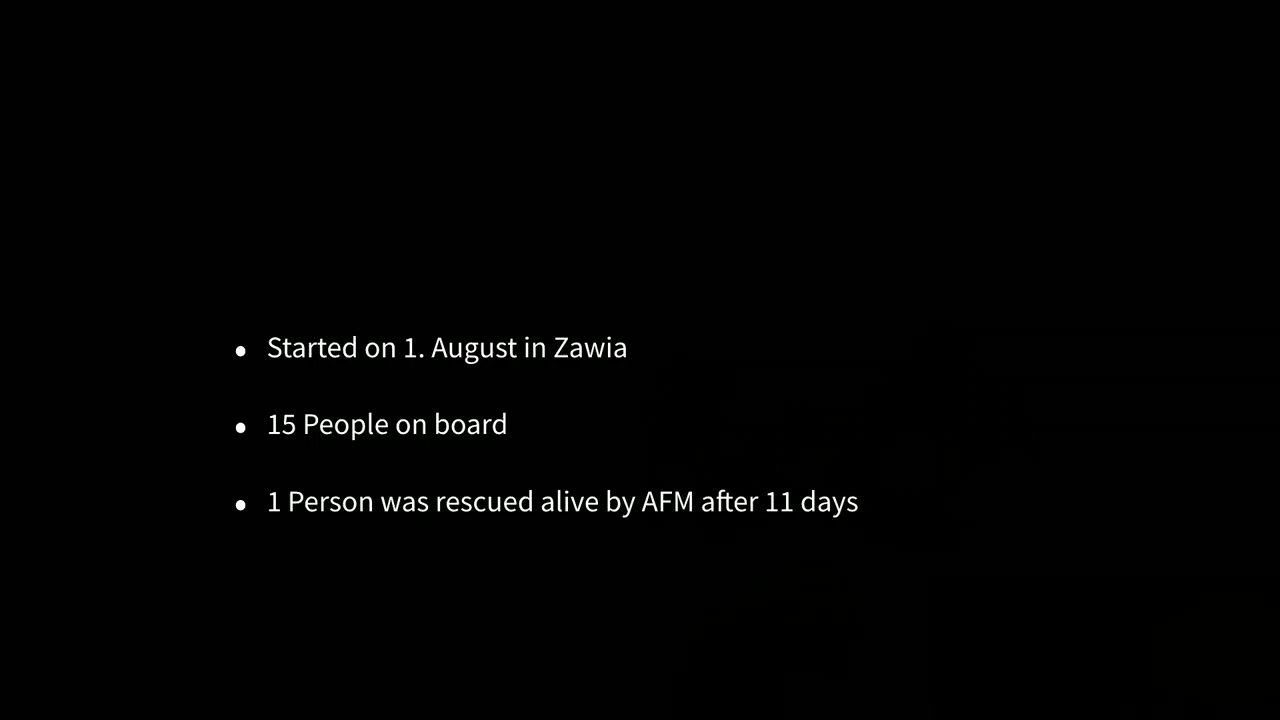 • Started on 1. August in Zawia
• 15 People on board
• 1 Person was rescued alive by AFM after 11 days